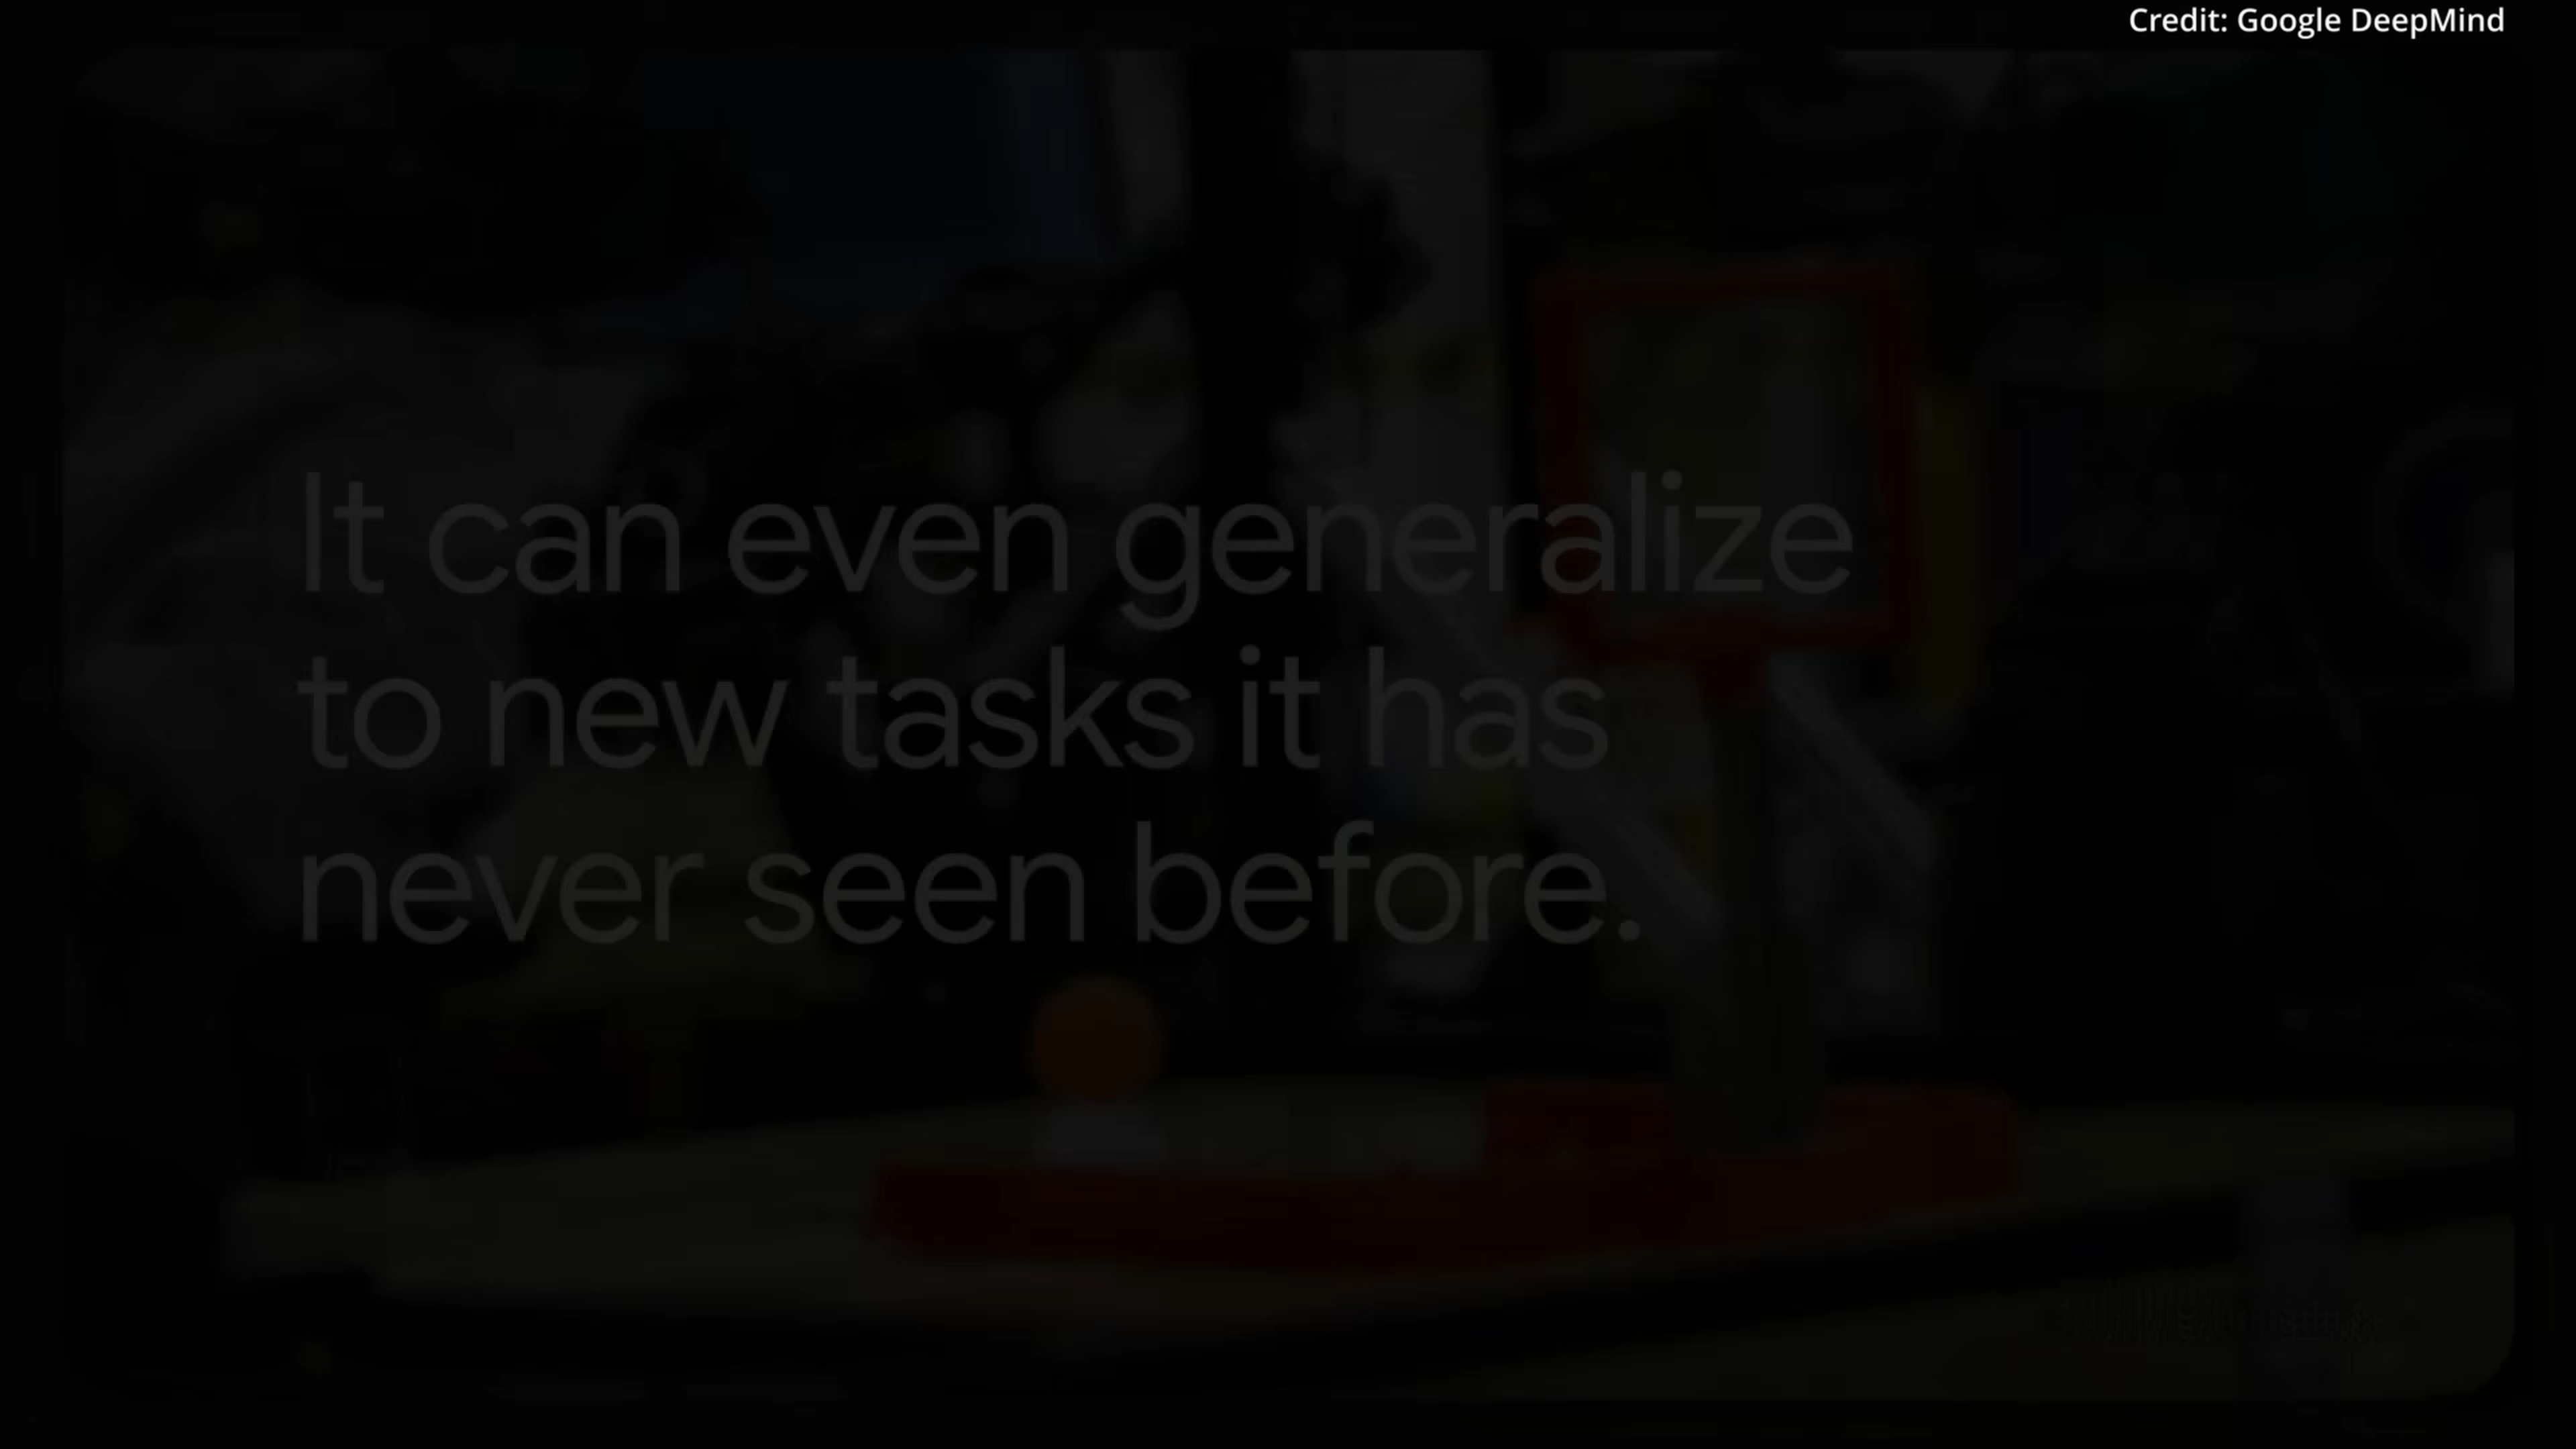 Credit: Google DeepMind
It can even generalize
to new tasks it has
never seen before.